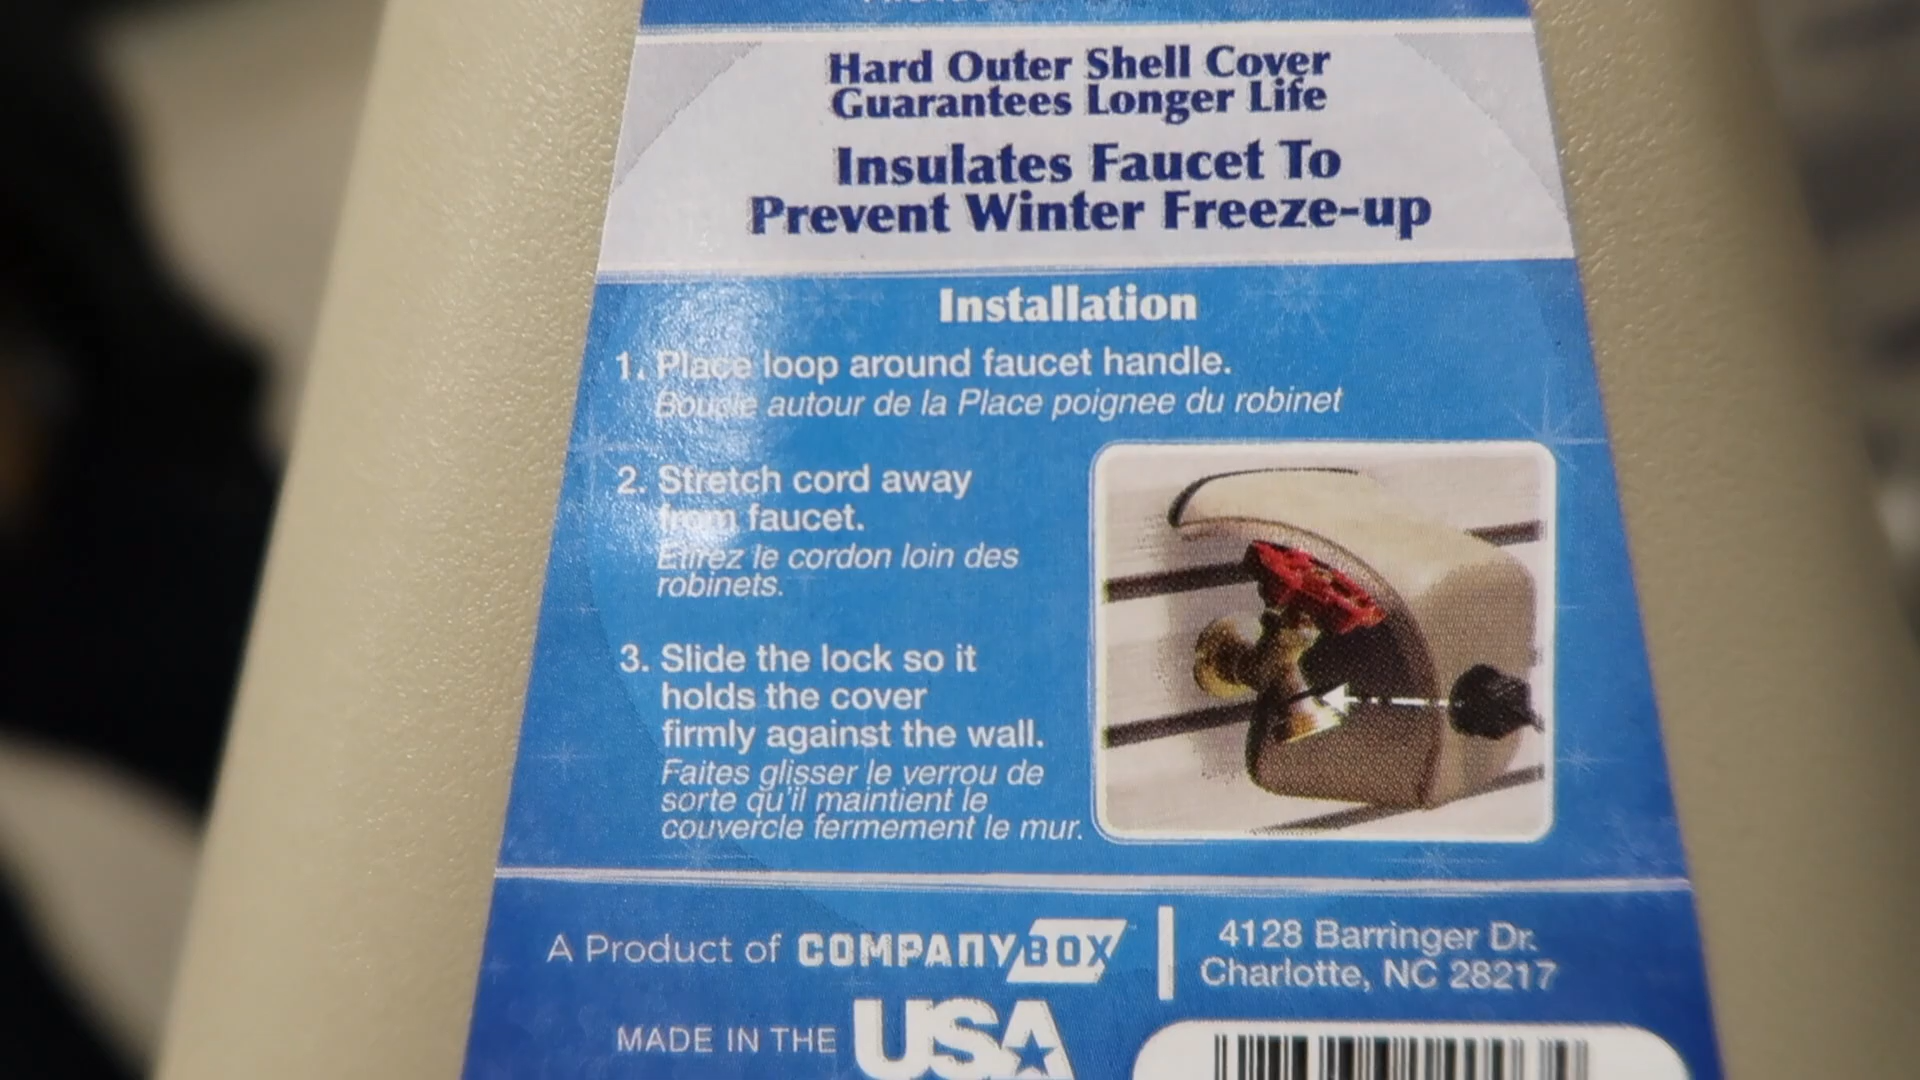 Hard Outer Shell Cover
Guarantees Longer Life
Insulates Faucet To
Prevent Winter Freeze-up
Installation
1. Place loop around faucet handle.
Boucle autour de la Place poignee du robinet
2. Stretch cord away
from faucet.
Etirez le cordon loin des
robinets.
3. Slide the lock so it
holds the cover
firmly against the wall.
Faites glisser le verrou de
sorte qu'il maintient le
couvercle fermement le mur.
A Product of COMPANYBOX
4128 Barringer Dr.
Charlotte, NC 28217
MADE IN THE USA